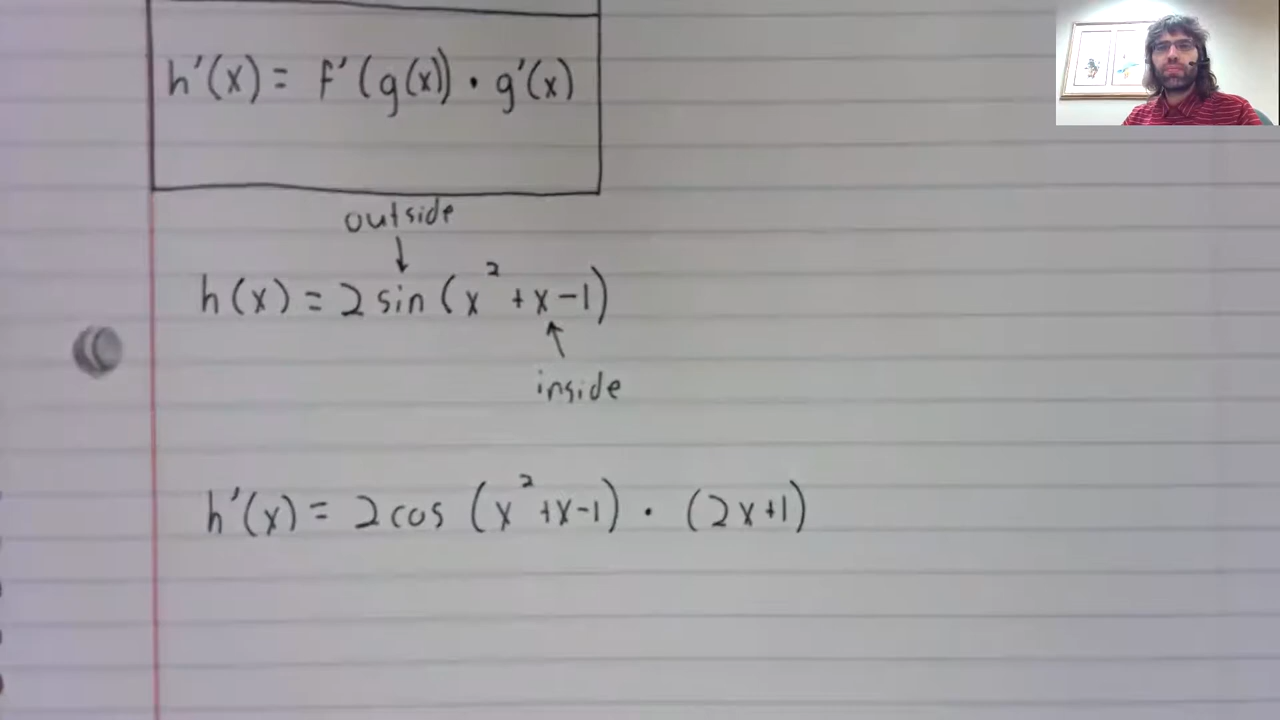 h'(x) = f'(g(x)) · g'(x)
outside
↓
h(x) = 2 sin (x² + x - 1)
↑
inside
h'(x) = 2 cos (x² + x - 1) · (2x + 1)